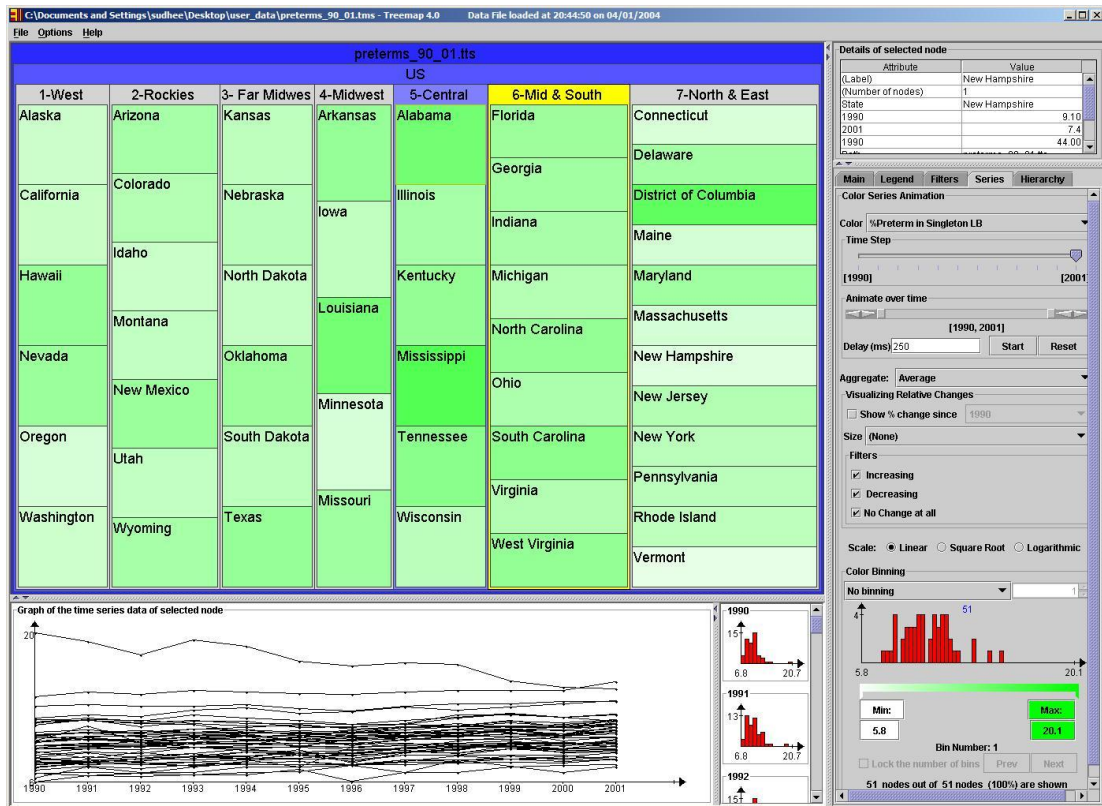 C:\Documents and Settings\sudhee\Desktop\user_data\preterms_90_01.tms - Treemap 4.0 Data File loaded at 20:44:50 on 04/01/2004
File Options Help
preterms_90_01.tts
US
1-West 2-Rockies 3- Far Midwes 4-Midwest 5-Central 6-Mid & South 7-North & East
Alaska
California
Hawaii
Nevada
Oregon
Washington
Arizona
Colorado
Idaho
Montana
New Mexico
Utah
Wyoming
Kansas
Nebraska
North Dakota
Oklahoma
South Dakota
Texas
Arkansas
Iowa
Louisiana
Minnesota
Missouri
Alabama
Illinois
Kentucky
Mississippi
Tennessee
Wisconsin
Florida
Georgia
Indiana
Michigan
North Carolina
Ohio
South Carolina
Virginia
West Virginia
Connecticut
Delaware
District of Columbia
Maine
Maryland
Massachusetts
New Hampshire
New Jersey
New York
Pennsylvania
Rhode Island
Vermont
Graph of the time series data of selected node
20
1990 1991 1992 1993 1994 1995 1996 1997 1998 1999 2000 2001
1990
15
6.8 20.7
1991
13
6.8 20.7
1992
15
Details of selected node
Attribute Value
(Label) New Hampshire
(Number of nodes) 1
State New Hampshire
1990 9.10
2001 7.4
1990 44.00
Main Legend Filters Series Hierarchy
Color Series Animation
Color %Preterm in Singleton LB
Time Step
[1990] [2001]
Animate over time
[1990, 2001]
Delay (ms) 250 Start Reset
Aggregate: Average
Visualizing Relative Changes
Show % change since 1990
Size (None)
Filters
Increasing
Decreasing
No Change at all
Scale: Linear Square Root Logarithmic
Color Binning
No binning 1
4 51
5.8 20.1
Min: Max:
5.8 20.1
Bin Number: 1
Lock the number of bins Prev Next
51 nodes out of 51 nodes (100%) are shown